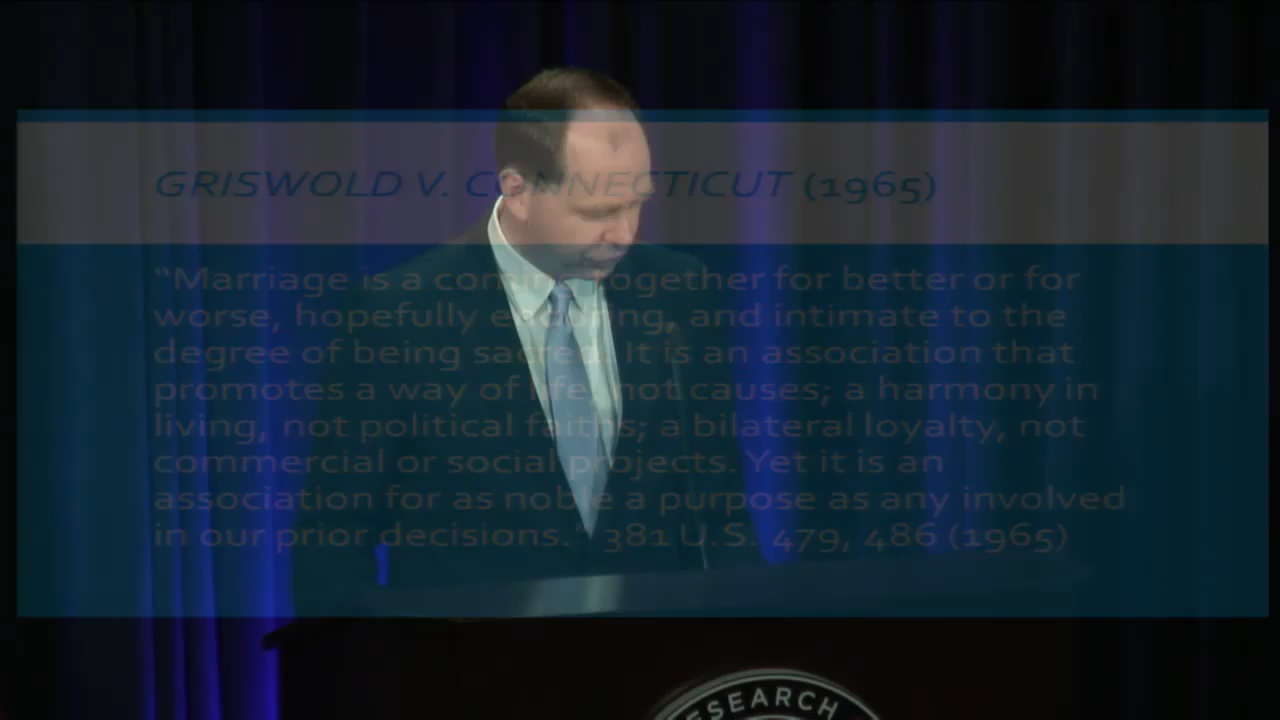 GRISWOLD V. CONNECTICUT (1965)
“Marriage is a coming together for better or for
worse, hopefully enduring, and intimate to the
degree of being sacred. It is an association that
promotes a way of life, not causes; a harmony in
living, not political faiths; a bilateral loyalty, not
commercial or social projects. Yet it is an
association for as noble a purpose as any involved
in our prior decisions.” 381 U.S. 479, 486 (1965)
ESEARCH